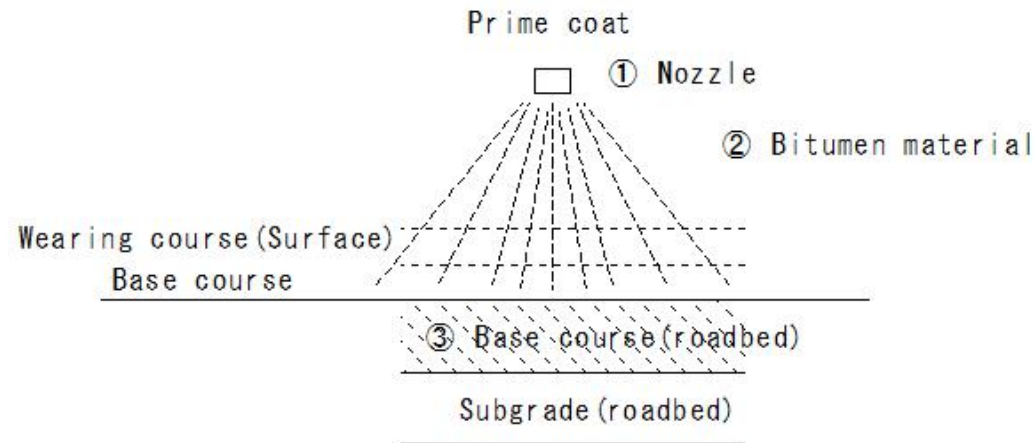 Prime coat
① Nozzle
② Bitumen material
Wearing course(Surface)
Base course
③ Base course(roadbed)
Subgrade(roadbed)